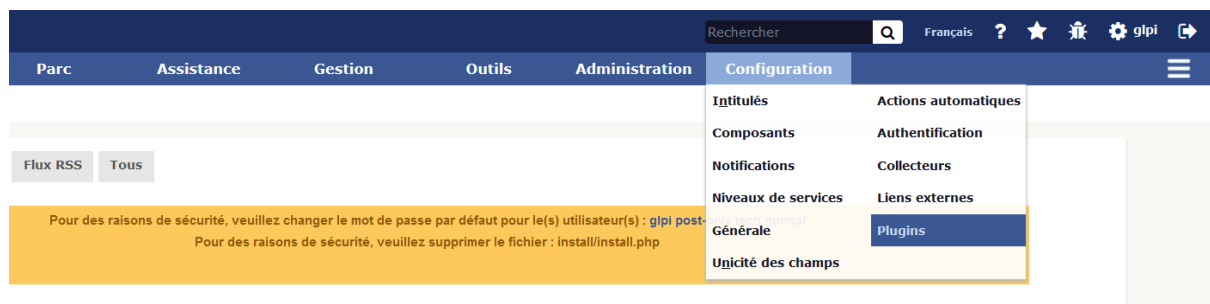 Rechercher Français ? glpi
Parc Assistance Gestion Outils Administration Configuration
Intitulés Actions automatiques
Composants Authentification
Notifications Collecteurs
Niveaux de services Liens externes
Générale Plugins
Unicité des champs
Flux RSS Tous
Pour des raisons de sécurité, veuillez changer le mot de passe par défaut pour le(s) utilisateur(s) : glpi post-only tech normal
Pour des raisons de sécurité, veuillez supprimer le fichier : install/install.php